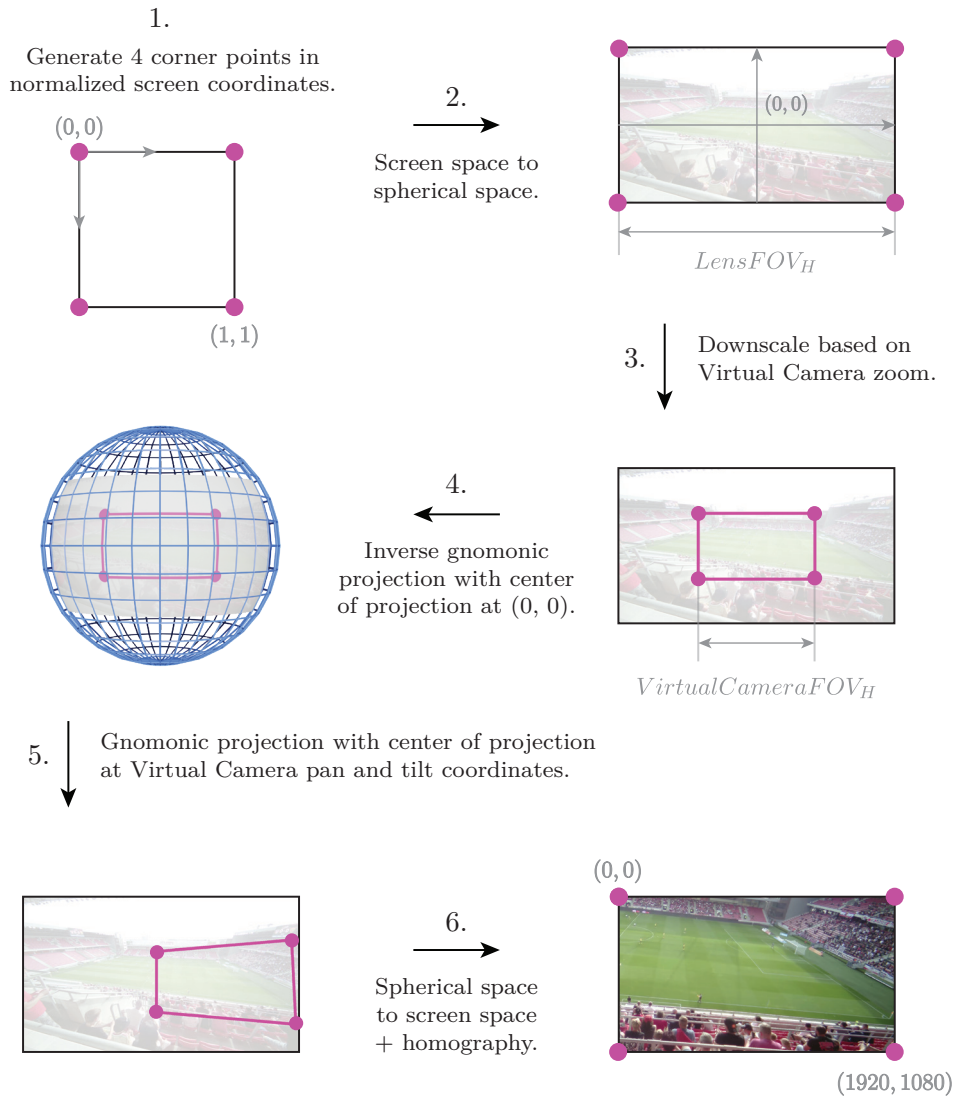 1.
Generate 4 corner points in
normalized screen coordinates.
(0, 0)
(1, 1)
2.
Screen space to
spherical space.
(0, 0)
LensFOV_H
3.
Downscale based on
Virtual Camera zoom.
VirtualCameraFOV_H
4.
Inverse gnomonic
projection with center
of projection at (0, 0).
5.
Gnomonic projection with center of projection
at Virtual Camera pan and tilt coordinates.
6.
Spherical space
to screen space
+ homography.
(0, 0)
(1920, 1080)